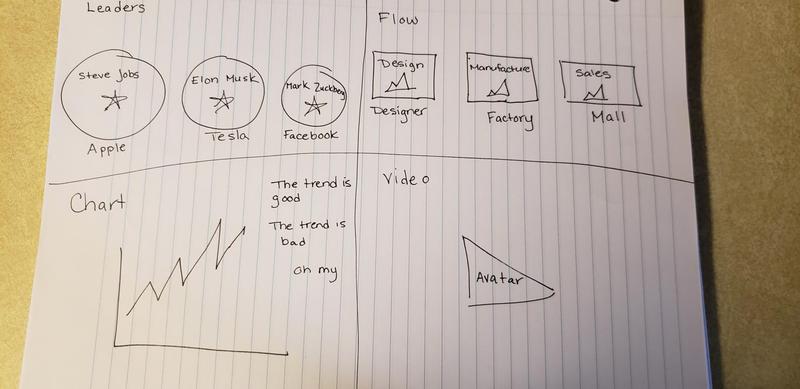 Leaders
Steve Jobs
Elon Musk
Mark Zuckberg
Apple
Tesla
Facebook
Flow
Design
Manufacture
Sales
Designer
Factory
Mall
Chart
The trend is
good
The trend is
bad
Oh my
Video
Avatar